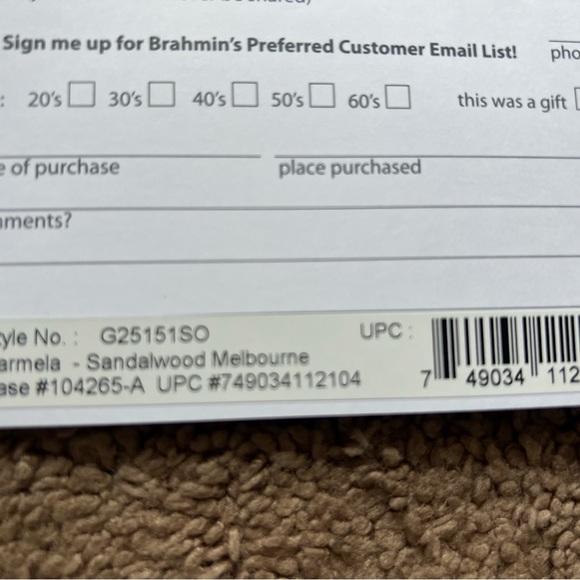 Sign me up for Brahmin's Preferred Customer Email List! pho
: 20's 30's 40's 50's 60's this was a gift
e of purchase place purchased
ments?
yle No. : G25151SO UPC :
armela - Sandalwood Melbourne
ase #104265-A UPC #749034112104
7 49034 112